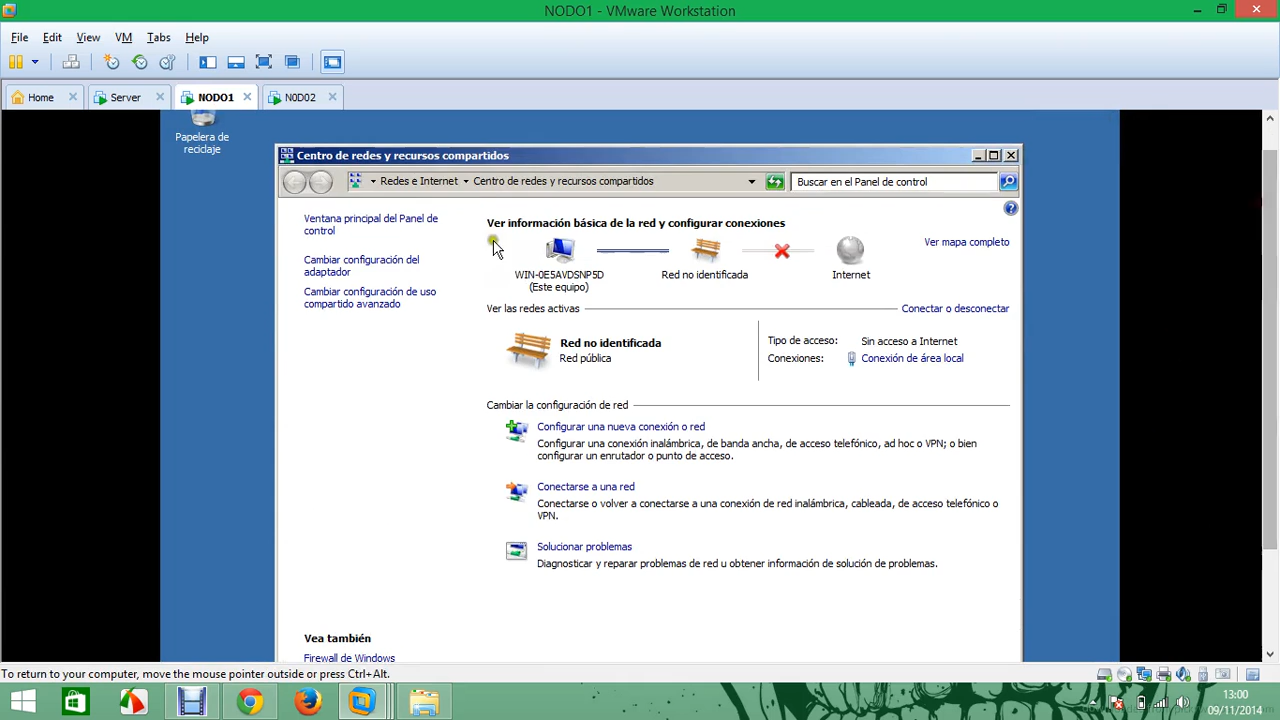 NODO1 - VMware Workstation
File Edit View VM Tabs Help
Home Server NODO1 NODO2
Papelera de
reciclaje
Centro de redes y recursos compartidos
Redes e Internet Centro de redes y recursos compartidos
Buscar en el Panel de control
Ventana principal del Panel de
control
Cambiar configuración del
adaptador
Cambiar configuración de uso
compartido avanzado
Ver información básica de la red y configurar conexiones
Ver mapa completo
WIN-0E5AVDSNP5D
(Este equipo)
Red no identificada
Internet
Ver las redes activas
Conectar o desconectar
Red no identificada
Red pública
Tipo de acceso: Sin acceso a Internet
Conexiones: Conexión de área local
Cambiar la configuración de red
Configurar una nueva conexión o red
Configurar una conexión inalámbrica, de banda ancha, de acceso telefónico, ad hoc o VPN; o bien
configurar un enrutador o punto de acceso.
Conectarse a una red
Conectarse o volver a conectarse a una conexión de red inalámbrica, cableada, de acceso telefónico o
VPN.
Solucionar problemas
Diagnosticar y reparar problemas de red u obtener información de solución de problemas.
Vea también
Firewall de Windows
To return to your computer, move the mouse pointer outside or press Ctrl+Alt.
13:00
09/11/2014